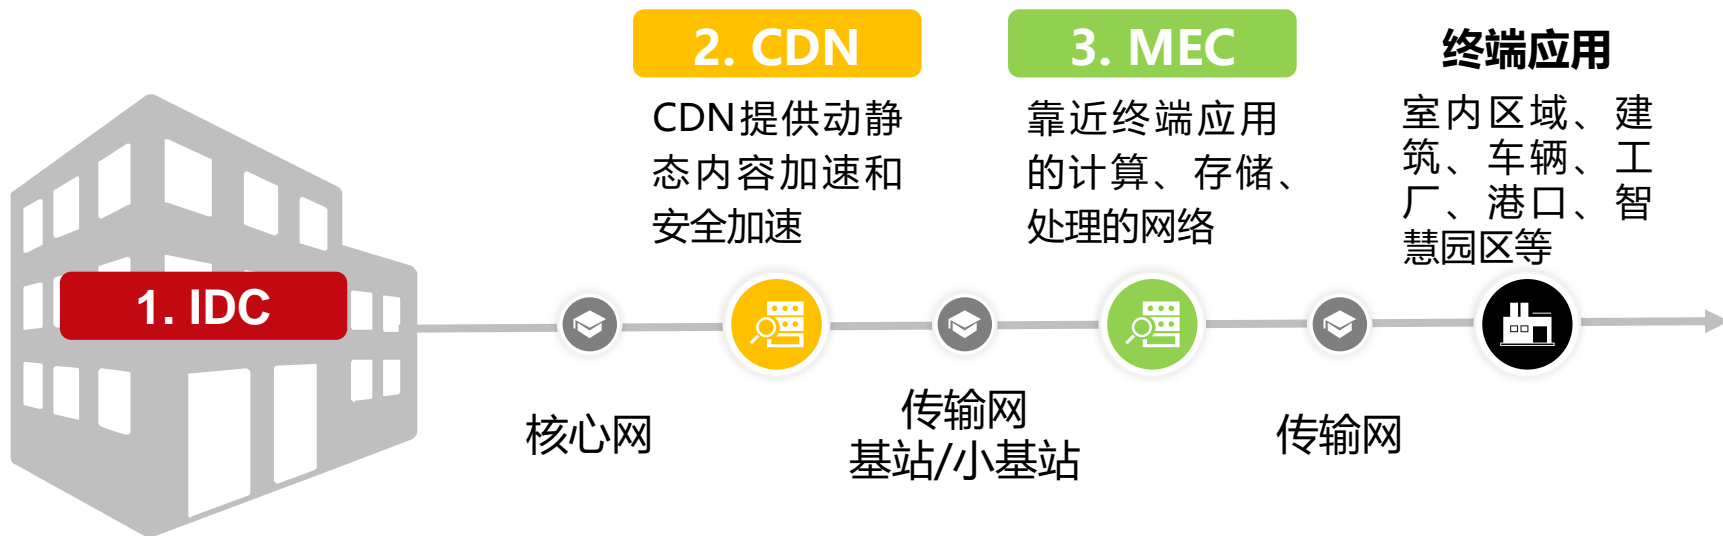 1. IDC
核心网
2. CDN
CDN提供动静
态内容加速和
安全加速
传输网
基站/小基站
3. MEC
靠近终端应用
的计算、存储、
处理的网络
传输网
终端应用
室内区域、建
筑、车辆、工
厂、港口、智
慧园区等